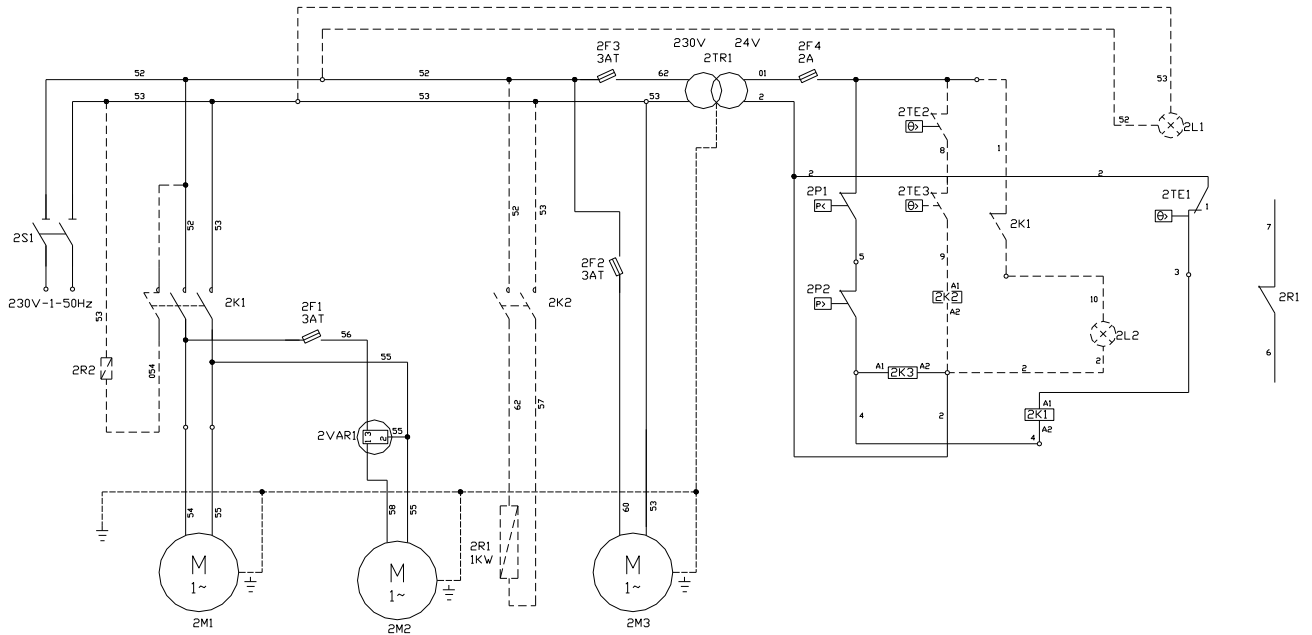 230V 24V
2F3
3AT
2TR1
2F4
2A
52 52 62 01
53 53 53 2
53
52
2L1
2TE2
8
1
2 2
2P1
P<
2TE3
2TE1
1
52 53
52 53
2S1
2K1
7
5
9
3
2F2
3AT
230V-1-50Hz
2K1
2K2
2P2
P>
A1
2K2
A2
10
2R1
53
2F1
3AT
56
2L2
2
55
6
2R2
054
A1 2K3 A2
2
62 57
4
2
A1
2K1
A2
4
2VAR1
1 3
2
55
54 55
58 55
60 53
2R1
1KW
M
1~
M
1~
M
1~
2M1
2M2
2M3